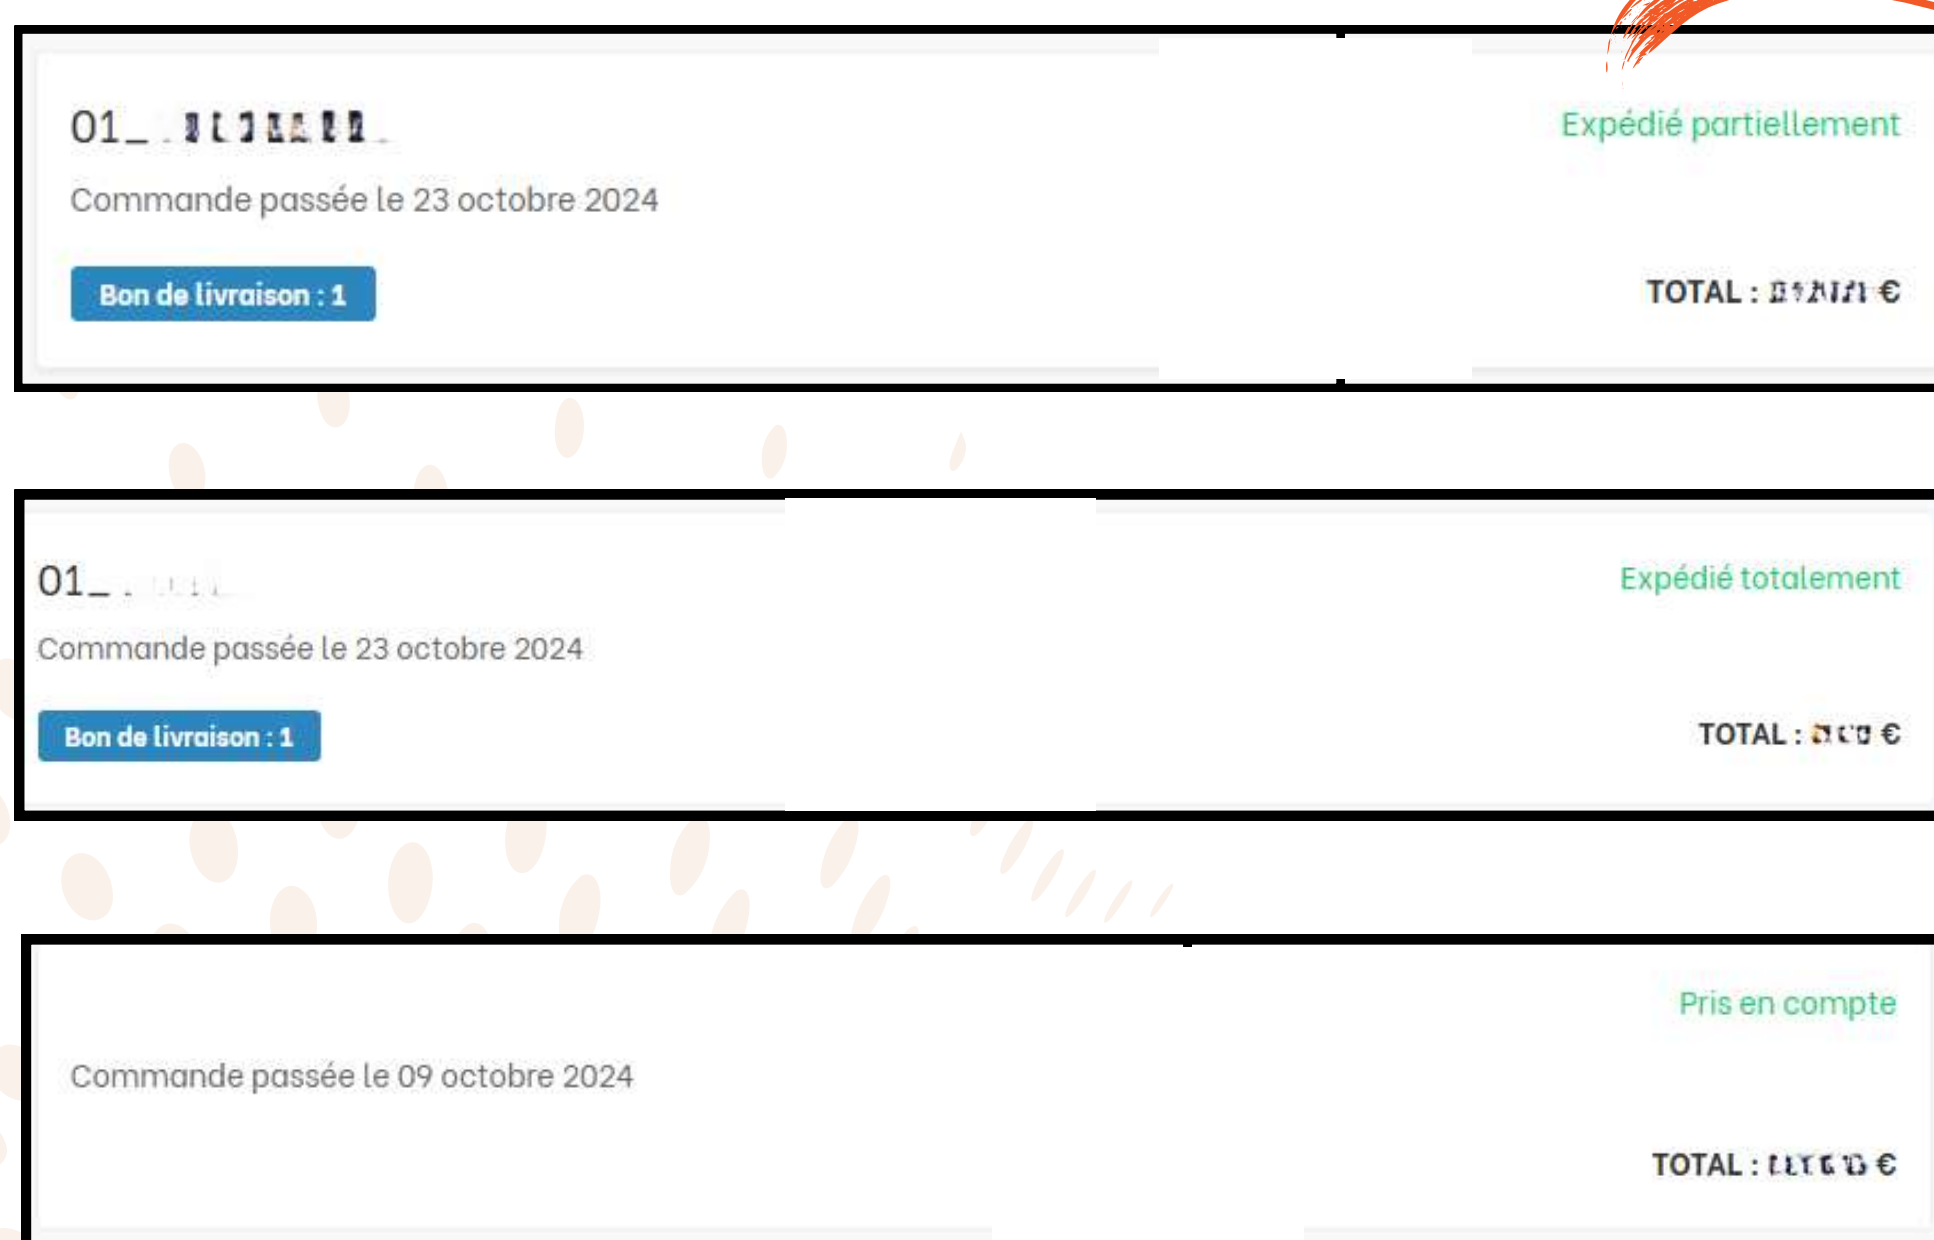 01_
Expédié partiellement
Commande passée le 23 octobre 2024
Bon de livraison : 1
TOTAL : €
01_
Expédié totalement
Commande passée le 23 octobre 2024
Bon de livraison : 1
TOTAL : €
Pris en compte
Commande passée le 09 octobre 2024
TOTAL : €